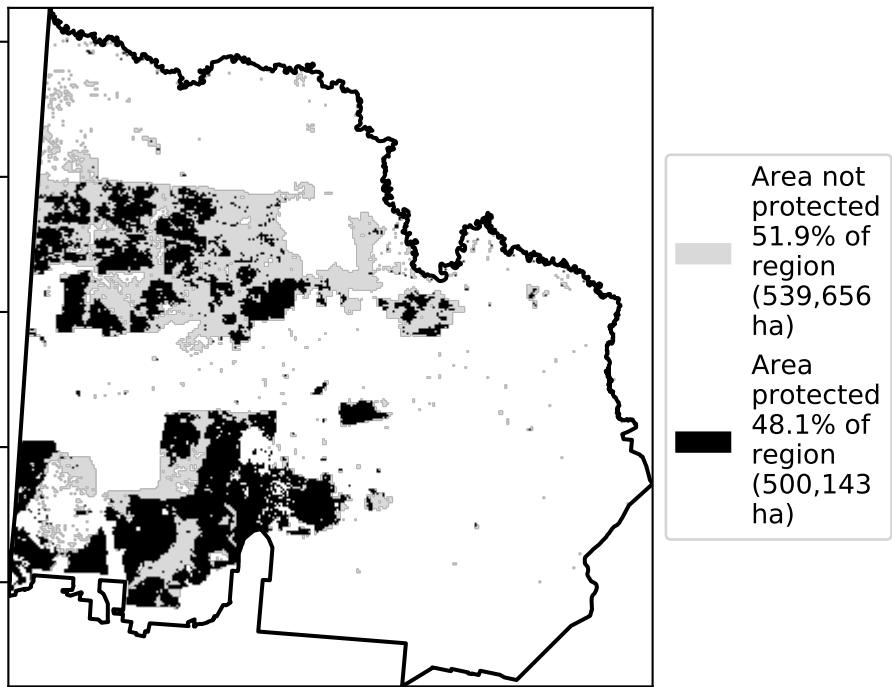 Area not
protected
51.9% of
region
(539,656
ha)
Area
protected
48.1% of
region
(500,143
ha)